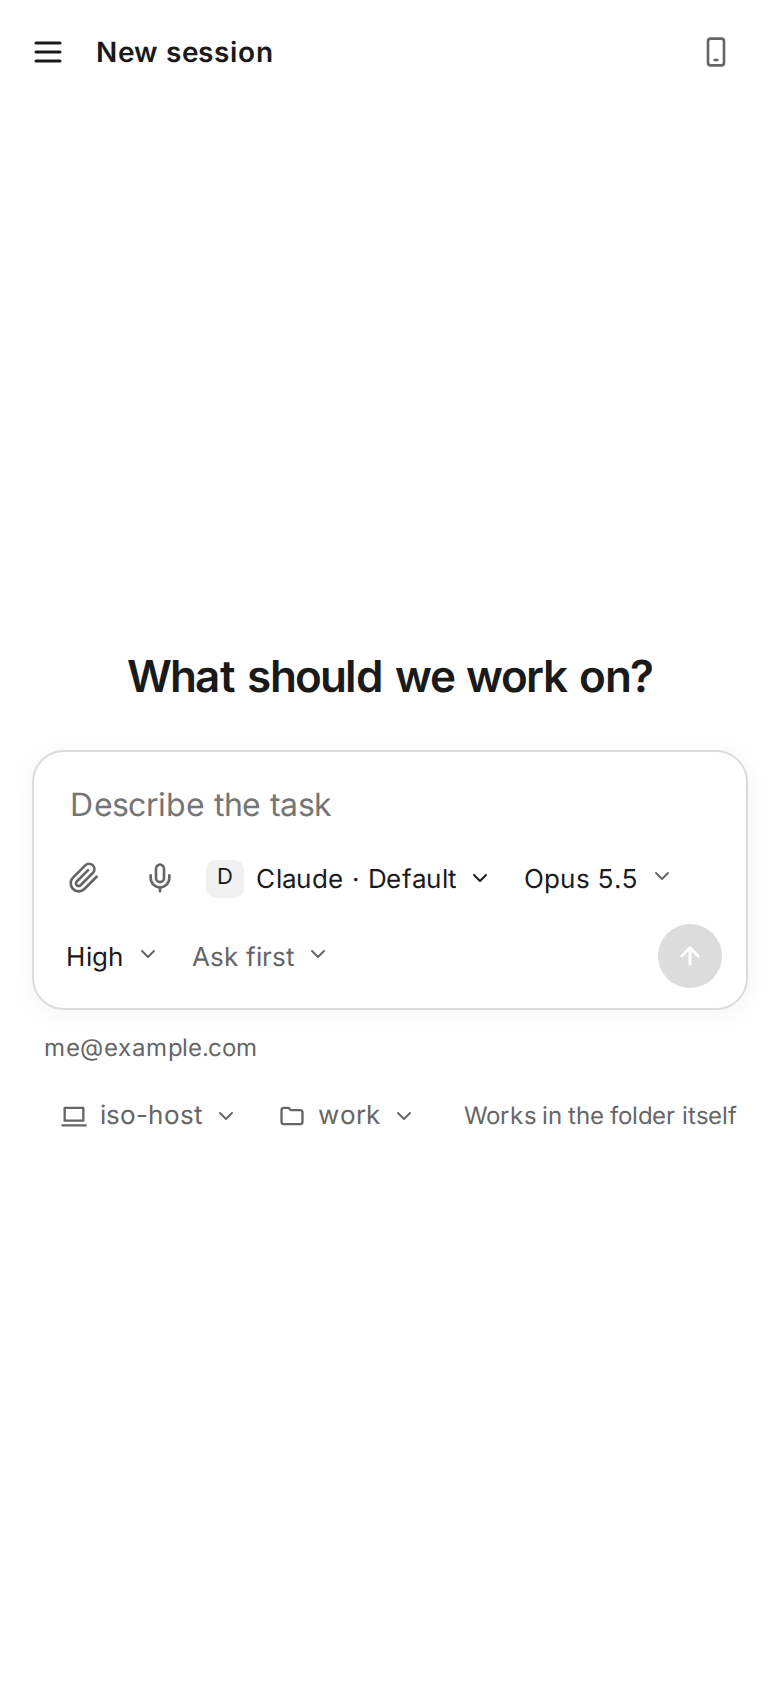 New session
What should we work on?
Describe the task
D Claude · Default Opus 5.5
High Ask first
me@example.com
iso-host work Works in the folder itself